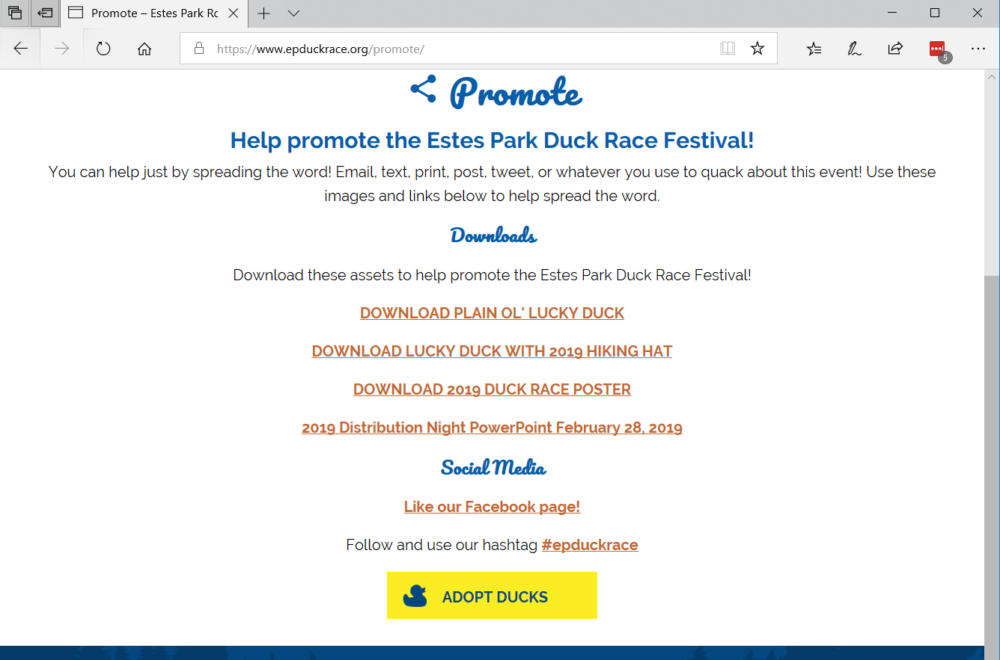 Promote – Estes Park Rc
https://www.epduckrace.org/promote/
5
Promote
Help promote the Estes Park Duck Race Festival!
You can help just by spreading the word! Email, text, print, post, tweet, or whatever you use to quack about this event! Use these
images and links below to help spread the word.
Downloads
Download these assets to help promote the Estes Park Duck Race Festival!
DOWNLOAD PLAIN OL’ LUCKY DUCK
DOWNLOAD LUCKY DUCK WITH 2019 HIKING HAT
DOWNLOAD 2019 DUCK RACE POSTER
2019 Distribution Night PowerPoint February 28, 2019
Social Media
Like our Facebook page!
Follow and use our hashtag #epduckrace
ADOPT DUCKS